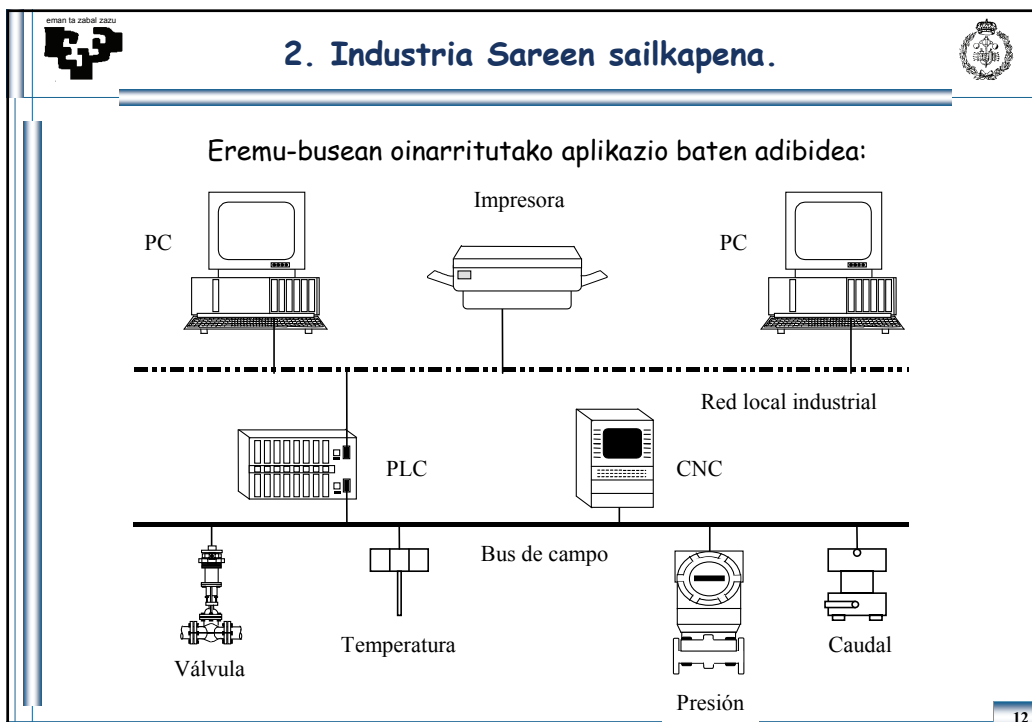 eman ta zabal zazu
2. Industria Sareen sailkapena.
Eremu-busean oinarritutako aplikazio baten adibidea:
Impresora
PC
PC
Red local industrial
PLC
CNC
Bus de campo
Temperatura
Caudal
Válvula
Presión
12